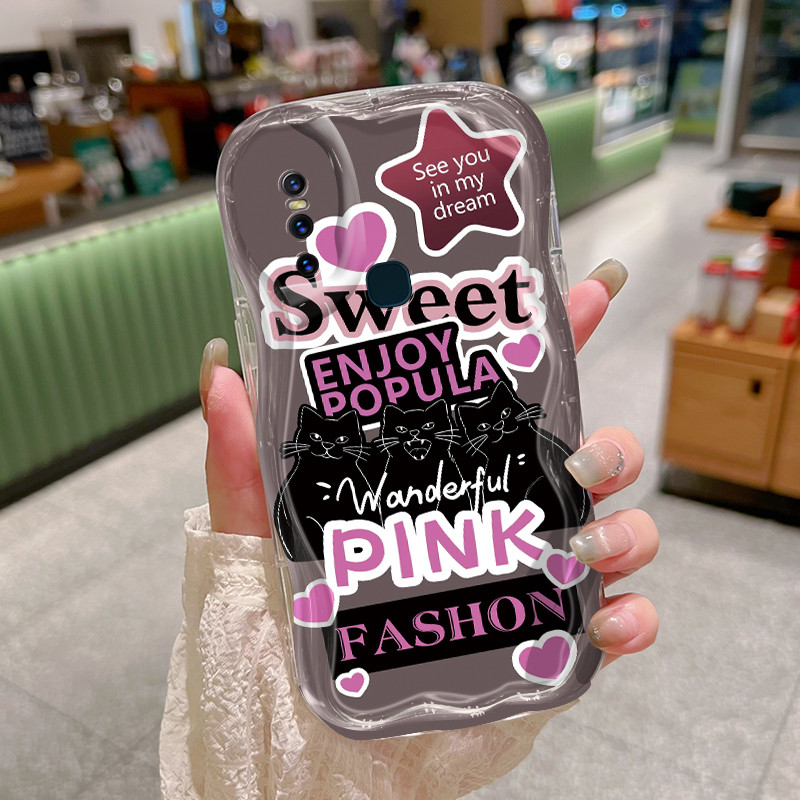 See you
in my
dream
Sweet
ENJOY
POPULA
Wanderful
PINK
FASHON